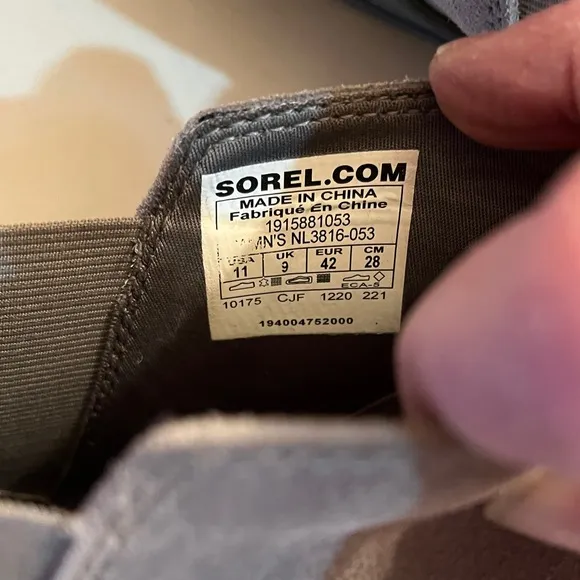 SOREL.COM
MADE IN CHINA
Fabriqué En Chine
1915881053
NL3816-053
USA UK EUR CM
11 9 42 28
ECA-5
10175 CJF 1220 221
194004752000